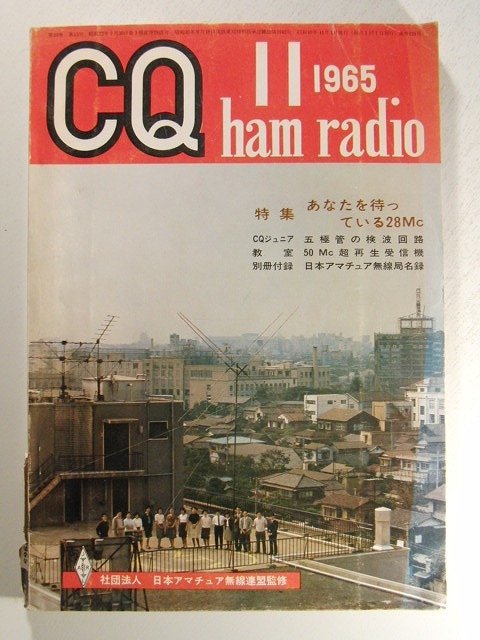 CQ
11 1965
ham radio
特集 あなたを待っ
ている28Mc
CQジュニア 五極管の検波回路
教室 50Mc超再生受信機
別冊付録 日本アマチュア無線局名録
社団法人 日本アマチュア無線連盟監修